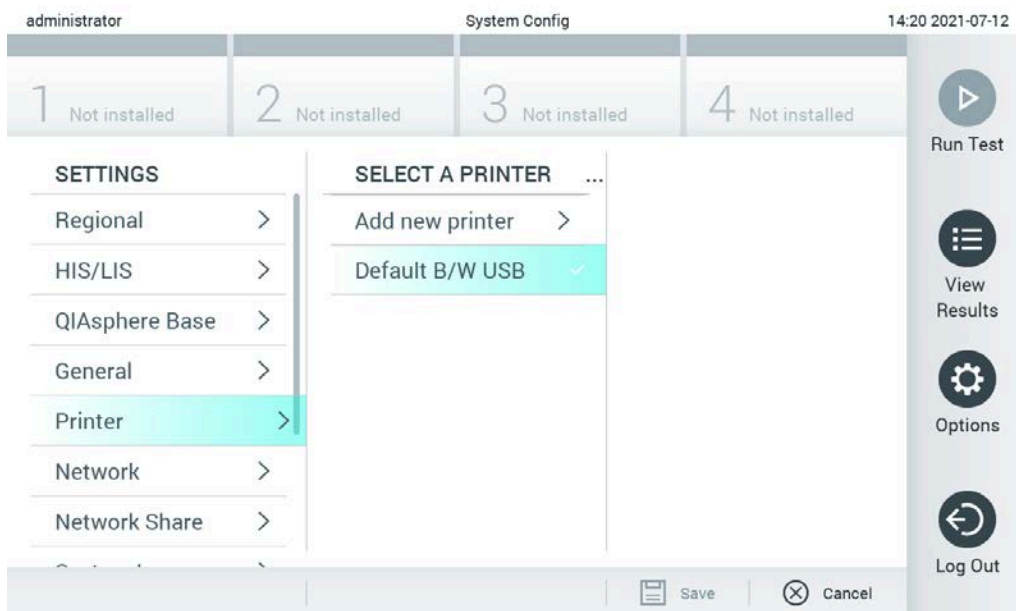 administrator System Config 14:20 2021-07-12
1 Not installed 2 Not installed 3 Not installed 4 Not installed
Run Test
SETTINGS
Regional
HIS/LIS
QIAsphere Base
General
Printer
Network
Network Share
SELECT A PRINTER ...
Add new printer
Default B/W USB
View
Results
Options
Log Out
Save Cancel